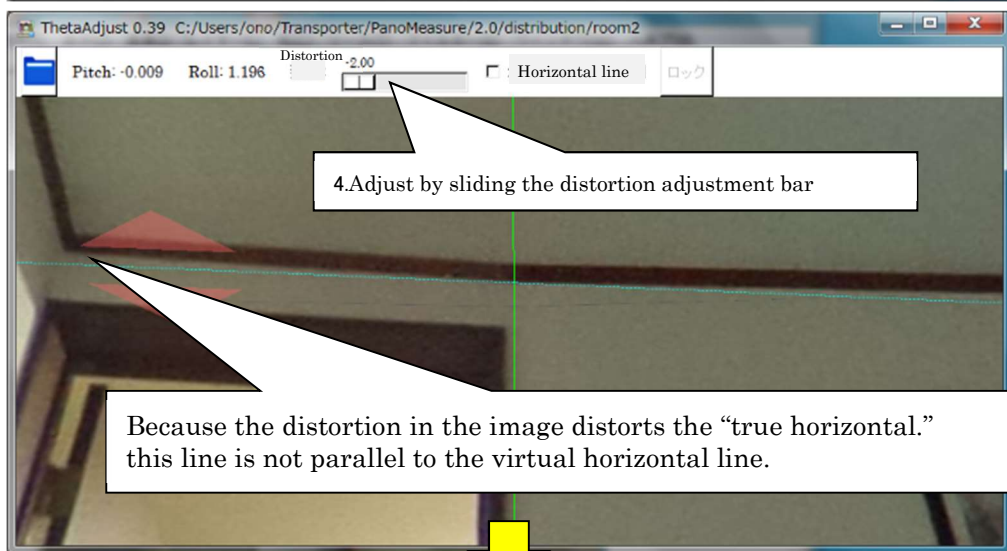 ThetaAdjust 0.39 C:/Users/ono/Transporter/PanoMeasure/2.0/distribution/room2
Pitch: -0.009 Roll: 1.196 Distortion -2.00 Horizontal line ロック
4.Adjust by sliding the distortion adjustment bar
Because the distortion in the image distorts the “true horizontal.”
this line is not parallel to the virtual horizontal line.